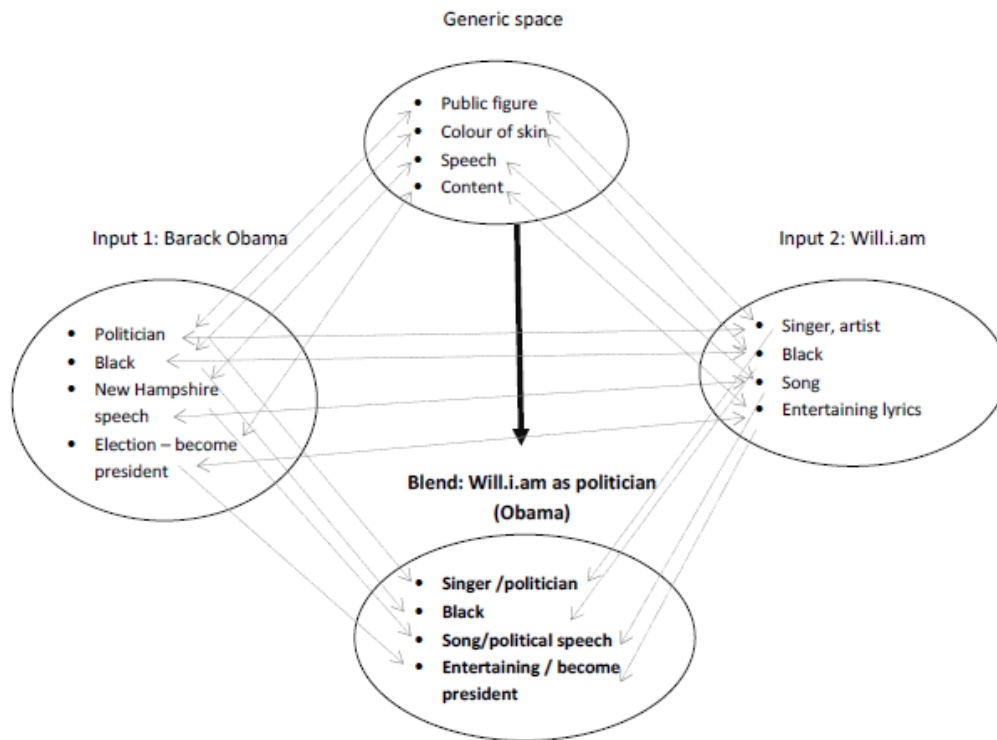 Generic space
• Public figure
• Colour of skin
• Speech
• Content
Input 1: Barack Obama
Input 2: Will.i.am
• Politician
• Black
• New Hampshire
speech
• Election – become
president
• Singer, artist
• Black
• Song
• Entertaining lyrics
Blend: Will.i.am as politician
(Obama)
• Singer /politician
• Black
• Song/political speech
• Entertaining / become
president